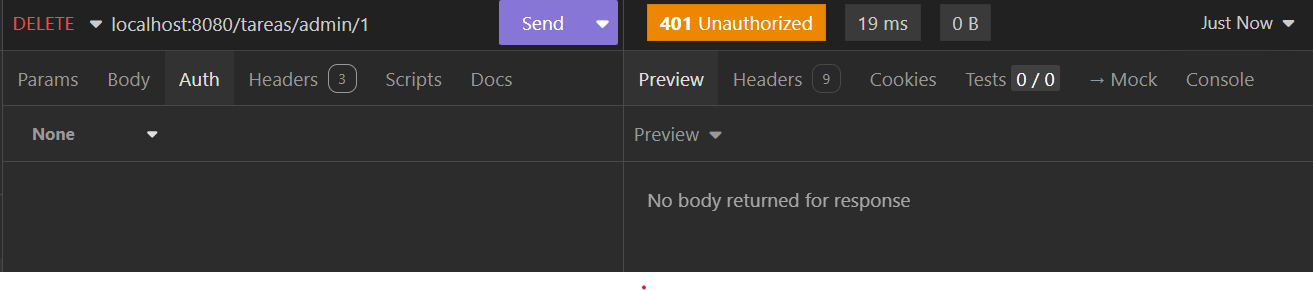 DELETE localhost:8080/tareas/admin/1 Send 401 Unauthorized 19 ms 0 B Just Now
Params Body Auth Headers 3 Scripts Docs Preview Headers 9 Cookies Tests 0 / 0 → Mock Console
None Preview
No body returned for response